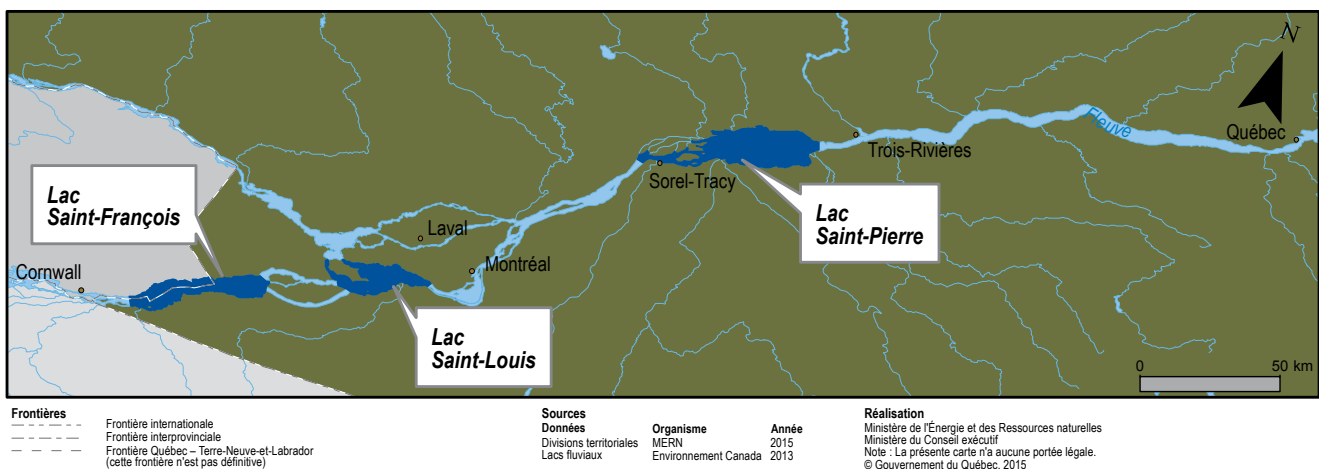 N
Fleuve
Québec
Trois-Rivières
Sorel-Tracy
Lac
Saint-François
Lac
Saint-Pierre
Laval
Montréal
Cornwall
Lac
Saint-Louis
0 50 km
Frontières
Frontière internationale
Frontière interprovinciale
Frontière Québec – Terre-Neuve-et-Labrador
(cette frontière n'est pas définitive)
Sources
Données Organisme Année
Divisions territoriales MERN 2015
Lacs fluviaux Environnement Canada 2013
Réalisation
Ministère de l'Énergie et des Ressources naturelles
Ministère du Conseil exécutif
Note : La présente carte n'a aucune portée légale.
© Gouvernement du Québec, 2015